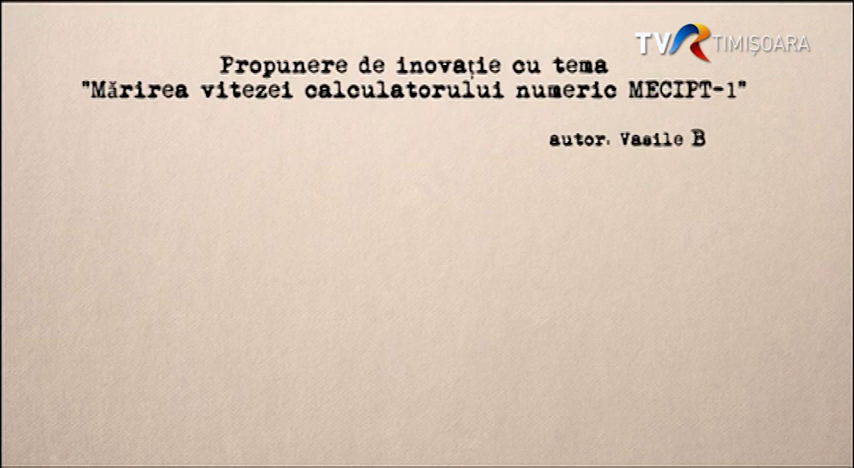 TVR TIMIȘOARA
Propunere de inovație cu tema
"Mărirea vitezei calculatorului numeric MECIPT-1"
autor: Vasile B